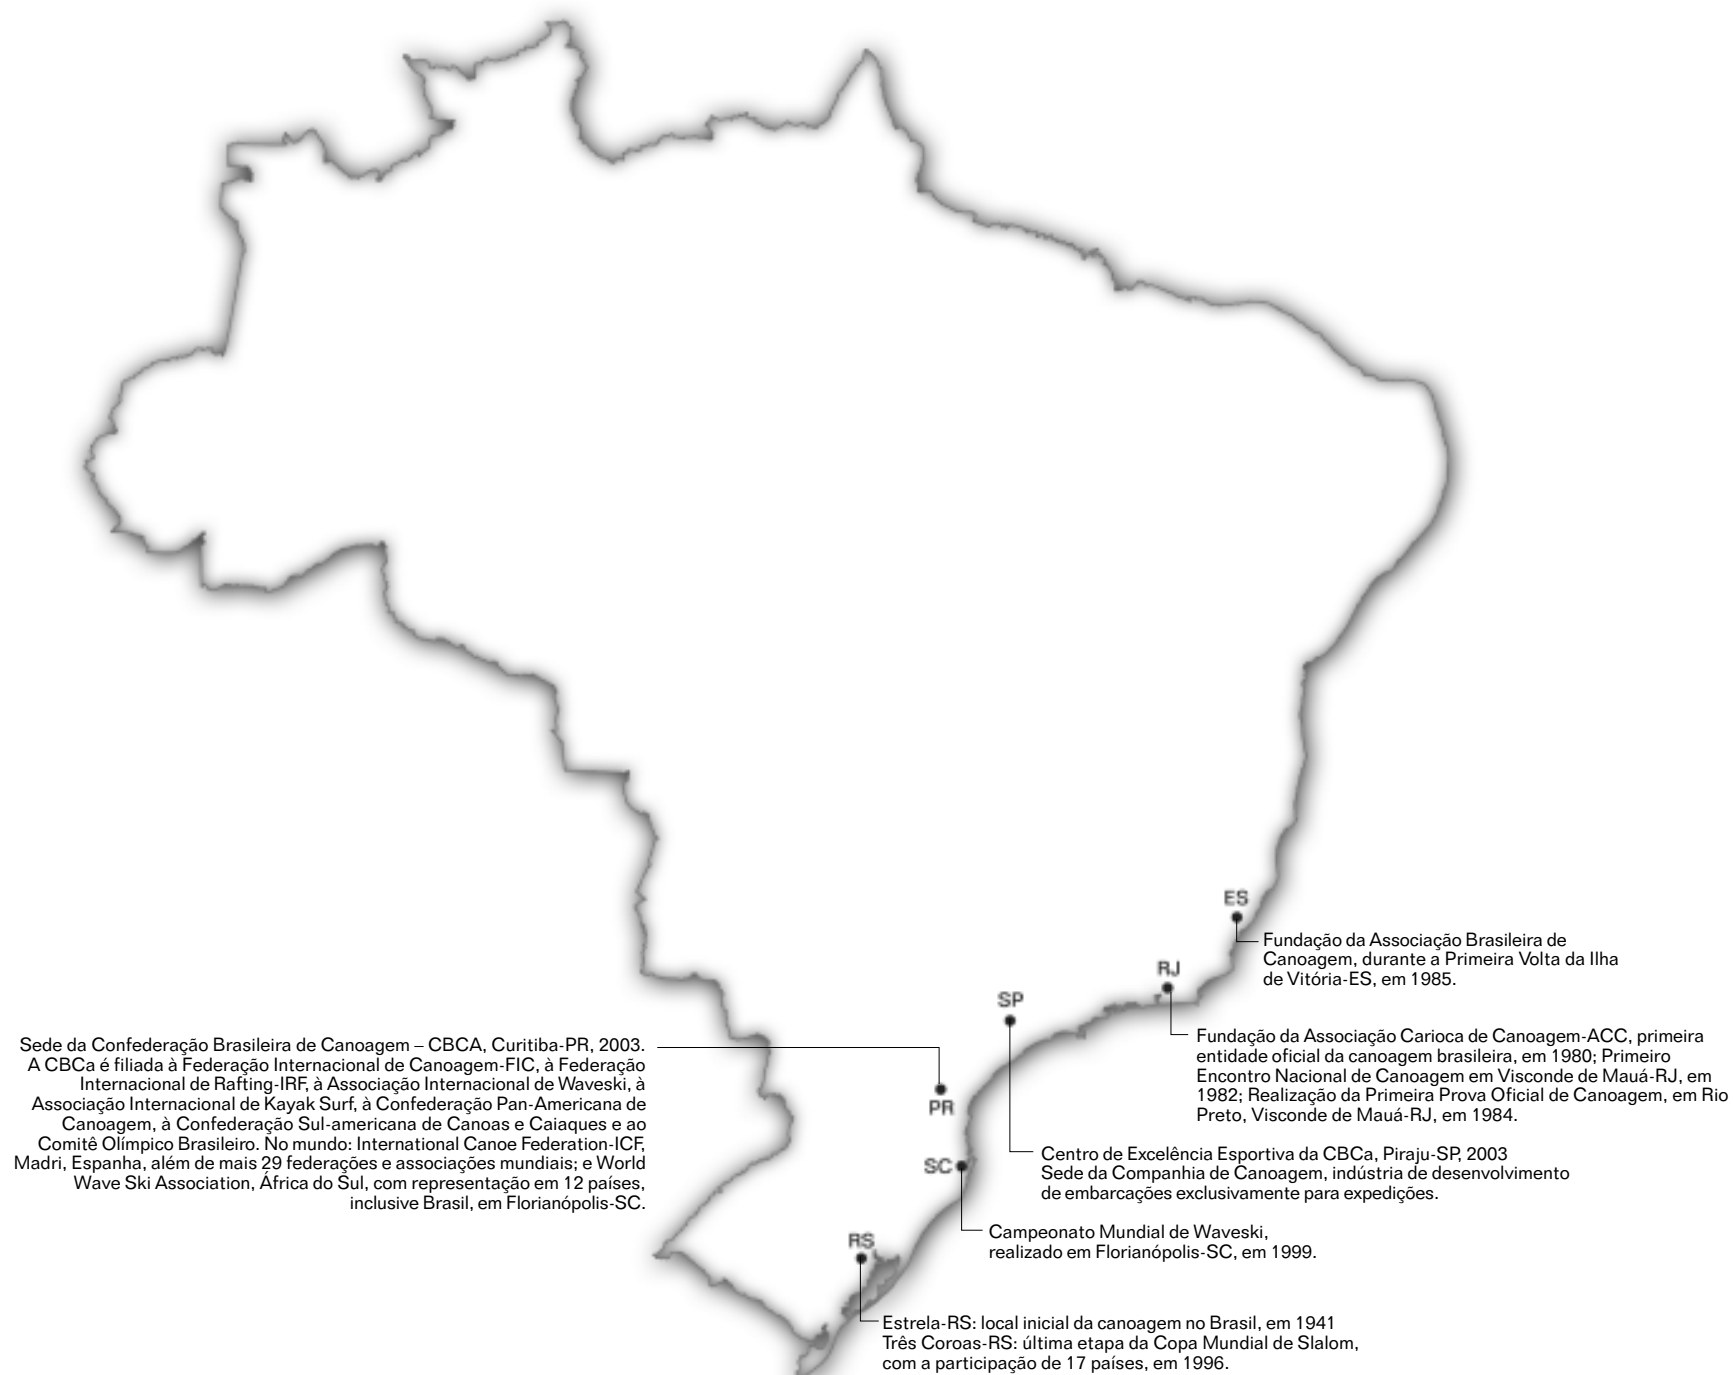 ES
Fundação da Associação Brasileira de
Canoagem, durante a Primeira Volta da Ilha
de Vitória-ES, em 1985.
RJ
Fundação da Associação Carioca de Canoagem-ACC, primeira
entidade oficial da canoagem brasileira, em 1980; Primeiro
Encontro Nacional de Canoagem em Visconde de Mauá-RJ, em
1982; Realização da Primeira Prova Oficial de Canoagem, em Rio
Preto, Visconde de Mauá-RJ, em 1984.
SP
Centro de Excelência Esportiva da CBCa, Piraju-SP, 2003
Sede da Companhia de Canoagem, indústria de desenvolvimento
de embarcações exclusivamente para expedições.
Sede da Confederação Brasileira de Canoagem – CBCA, Curitiba-PR, 2003.
A CBCa é filiada à Federação Internacional de Canoagem-FIC, à Federação
Internacional de Rafting-IRF, à Associação Internacional de Waveski, à
Associação Internacional de Kayak Surf, à Confederação Pan-Americana de
Canoagem, à Confederação Sul-americana de Canoas e Caiaques e ao
Comitê Olímpico Brasileiro. No mundo: International Canoe Federation-ICF,
Madri, Espanha, além de mais 29 federações e associações mundiais; e World
Wave Ski Association, África do Sul, com representação em 12 países,
inclusive Brasil, em Florianópolis-SC.
PR
SC
Campeonato Mundial de Waveski,
realizado em Florianópolis-SC, em 1999.
RS
Estrela-RS: local inicial da canoagem no Brasil, em 1941
Três Coroas-RS: última etapa da Copa Mundial de Slalom,
com a participação de 17 países, em 1996.